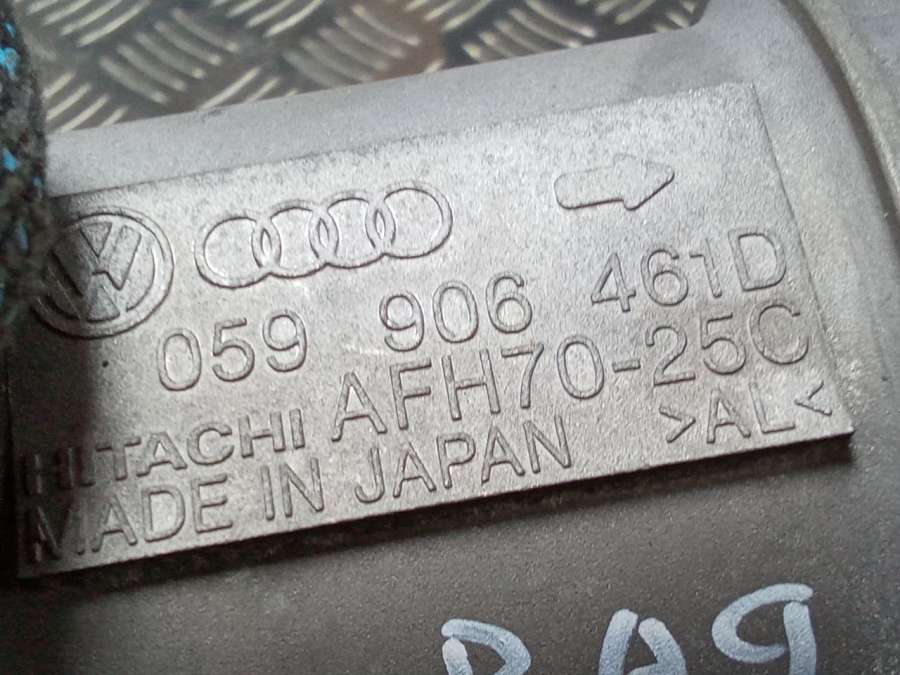 059 906 461D
HITACHI AFH70-25C
MADE IN JAPAN >AL<